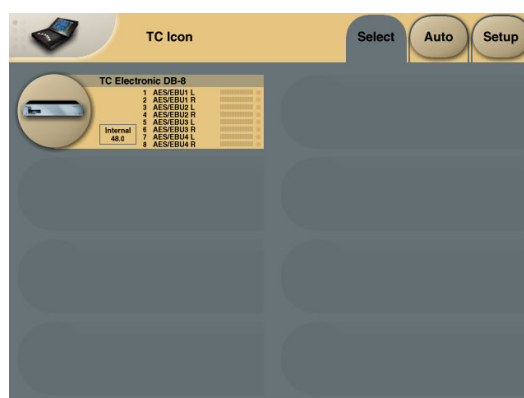 TC Icon
Select
Auto
Setup
TC Electronic DB-8
1 AES/EBU1 L
2 AES/EBU1 R
3 AES/EBU2 L
4 AES/EBU2 R
5 AES/EBU3 L
Internal 6 AES/EBU3 R
48.0 7 AES/EBU4 L
8 AES/EBU4 R